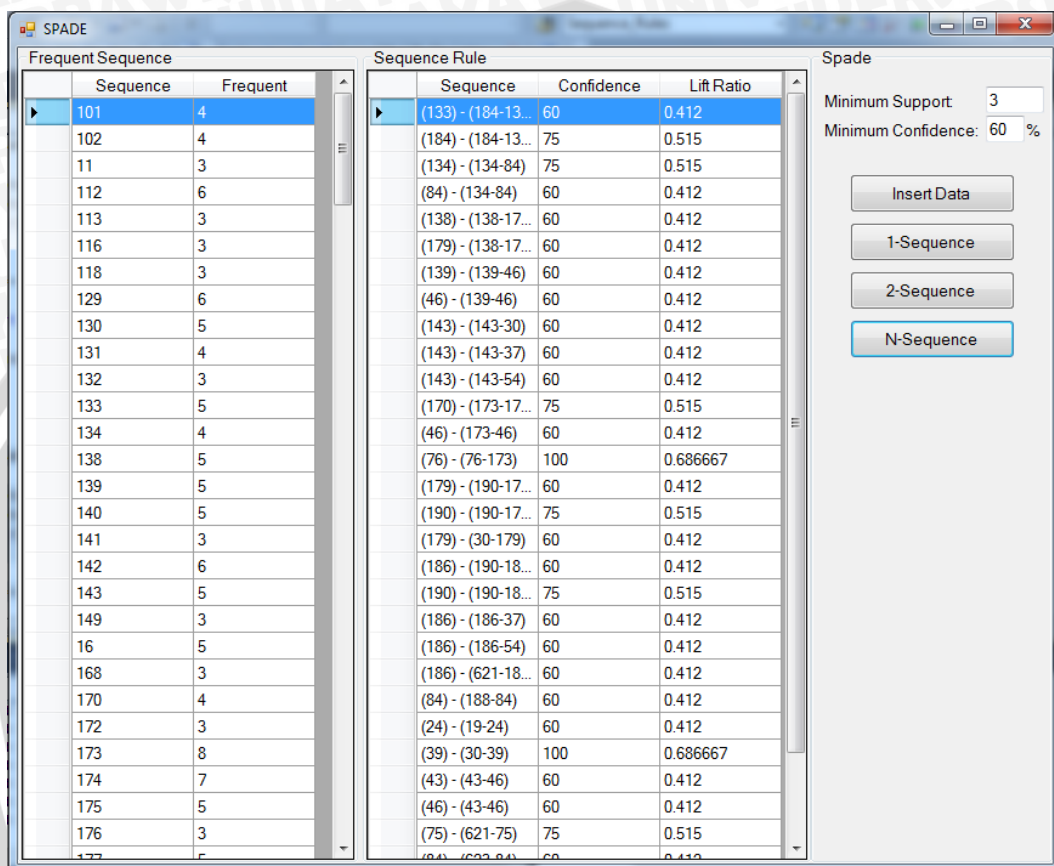 SPADE
Frequent Sequence
Sequence Frequent
101 4
102 4
11 3
112 6
113 3
116 3
118 3
129 6
130 5
131 4
132 3
133 5
134 4
138 5
139 5
140 5
141 3
142 6
143 5
149 3
16 5
168 3
170 4
172 3
173 8
174 7
175 5
176 3
Sequence Rule
Sequence Confidence Lift Ratio
(133) - (184-13... 60 0.412
(184) - (184-13... 75 0.515
(134) - (134-84) 75 0.515
(84) - (134-84) 60 0.412
(138) - (138-17... 60 0.412
(179) - (138-17... 60 0.412
(139) - (139-46) 60 0.412
(46) - (139-46) 60 0.412
(143) - (143-30) 60 0.412
(143) - (143-37) 60 0.412
(143) - (143-54) 60 0.412
(170) - (173-17... 75 0.515
(46) - (173-46) 60 0.412
(76) - (76-173) 100 0.686667
(179) - (190-17... 60 0.412
(190) - (190-17... 75 0.515
(179) - (30-179) 60 0.412
(186) - (190-18... 60 0.412
(190) - (190-18... 75 0.515
(186) - (186-37) 60 0.412
(186) - (186-54) 60 0.412
(186) - (621-18... 60 0.412
(84) - (188-84) 60 0.412
(24) - (19-24) 60 0.412
(39) - (30-39) 100 0.686667
(43) - (43-46) 60 0.412
(46) - (43-46) 60 0.412
(75) - (621-75) 75 0.515
Spade
Minimum Support: 3
Minimum Confidence: 60 %
Insert Data
1-Sequence
2-Sequence
N-Sequence